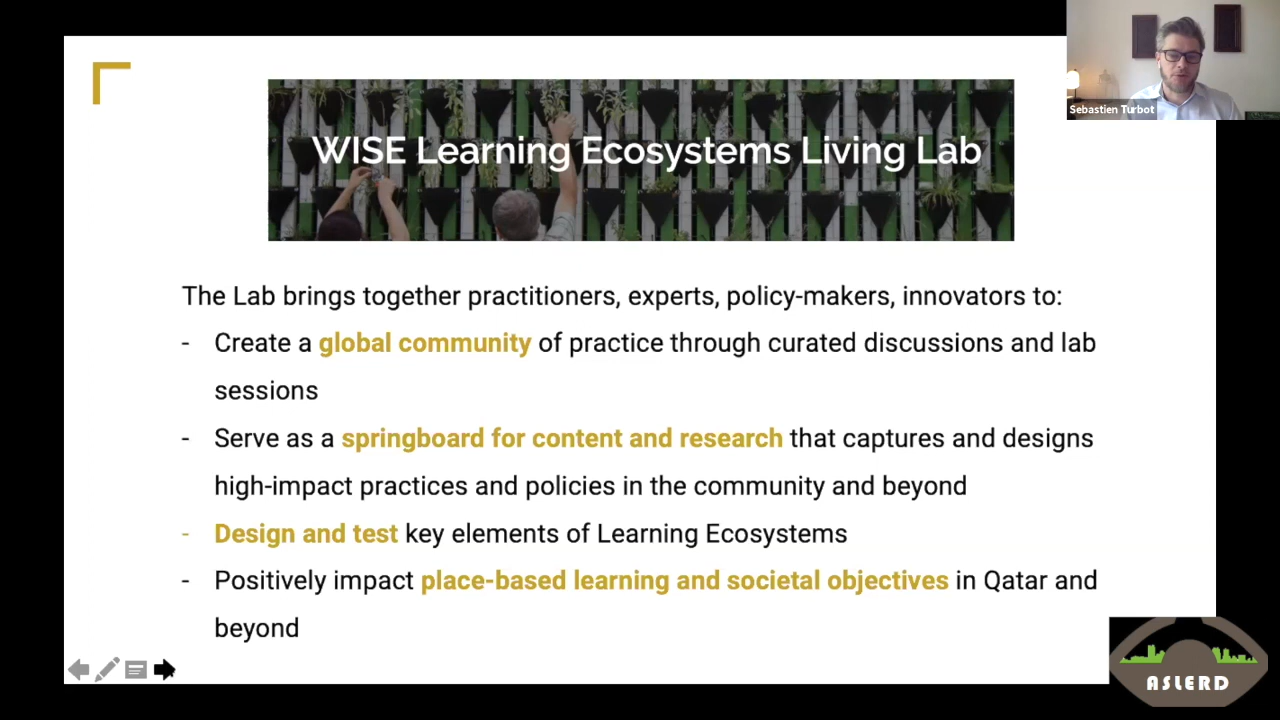 Sebastien Turbot
WISE Learning Ecosystems Living Lab
The Lab brings together practitioners, experts, policy-makers, innovators to:
- Create a global community of practice through curated discussions and lab
sessions
- Serve as a springboard for content and research that captures and designs
high-impact practices and policies in the community and beyond
- Design and test key elements of Learning Ecosystems
- Positively impact place-based learning and societal objectives in Qatar and
beyond
ASLERD